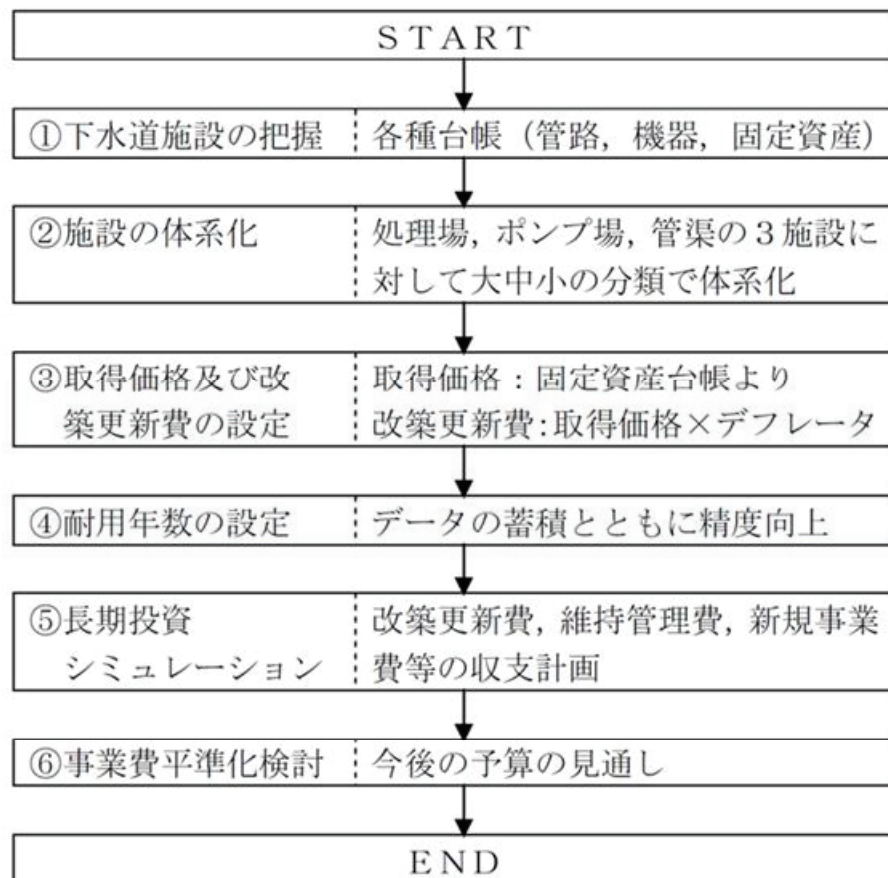 START
①下水道施設の把握 各種台帳（管路，機器，固定資産）
②施設の体系化 処理場，ポンプ場，管渠の３施設に
対して大中小の分類で体系化
③取得価格及び改 取得価格：固定資産台帳より
築更新費の設定 改築更新費：取得価格×デフレータ
④耐用年数の設定 データの蓄積とともに精度向上
⑤長期投資 改築更新費，維持管理費，新規事業
シミュレーション 費等の収支計画
⑥事業費平準化検討 今後の予算の見通し
END